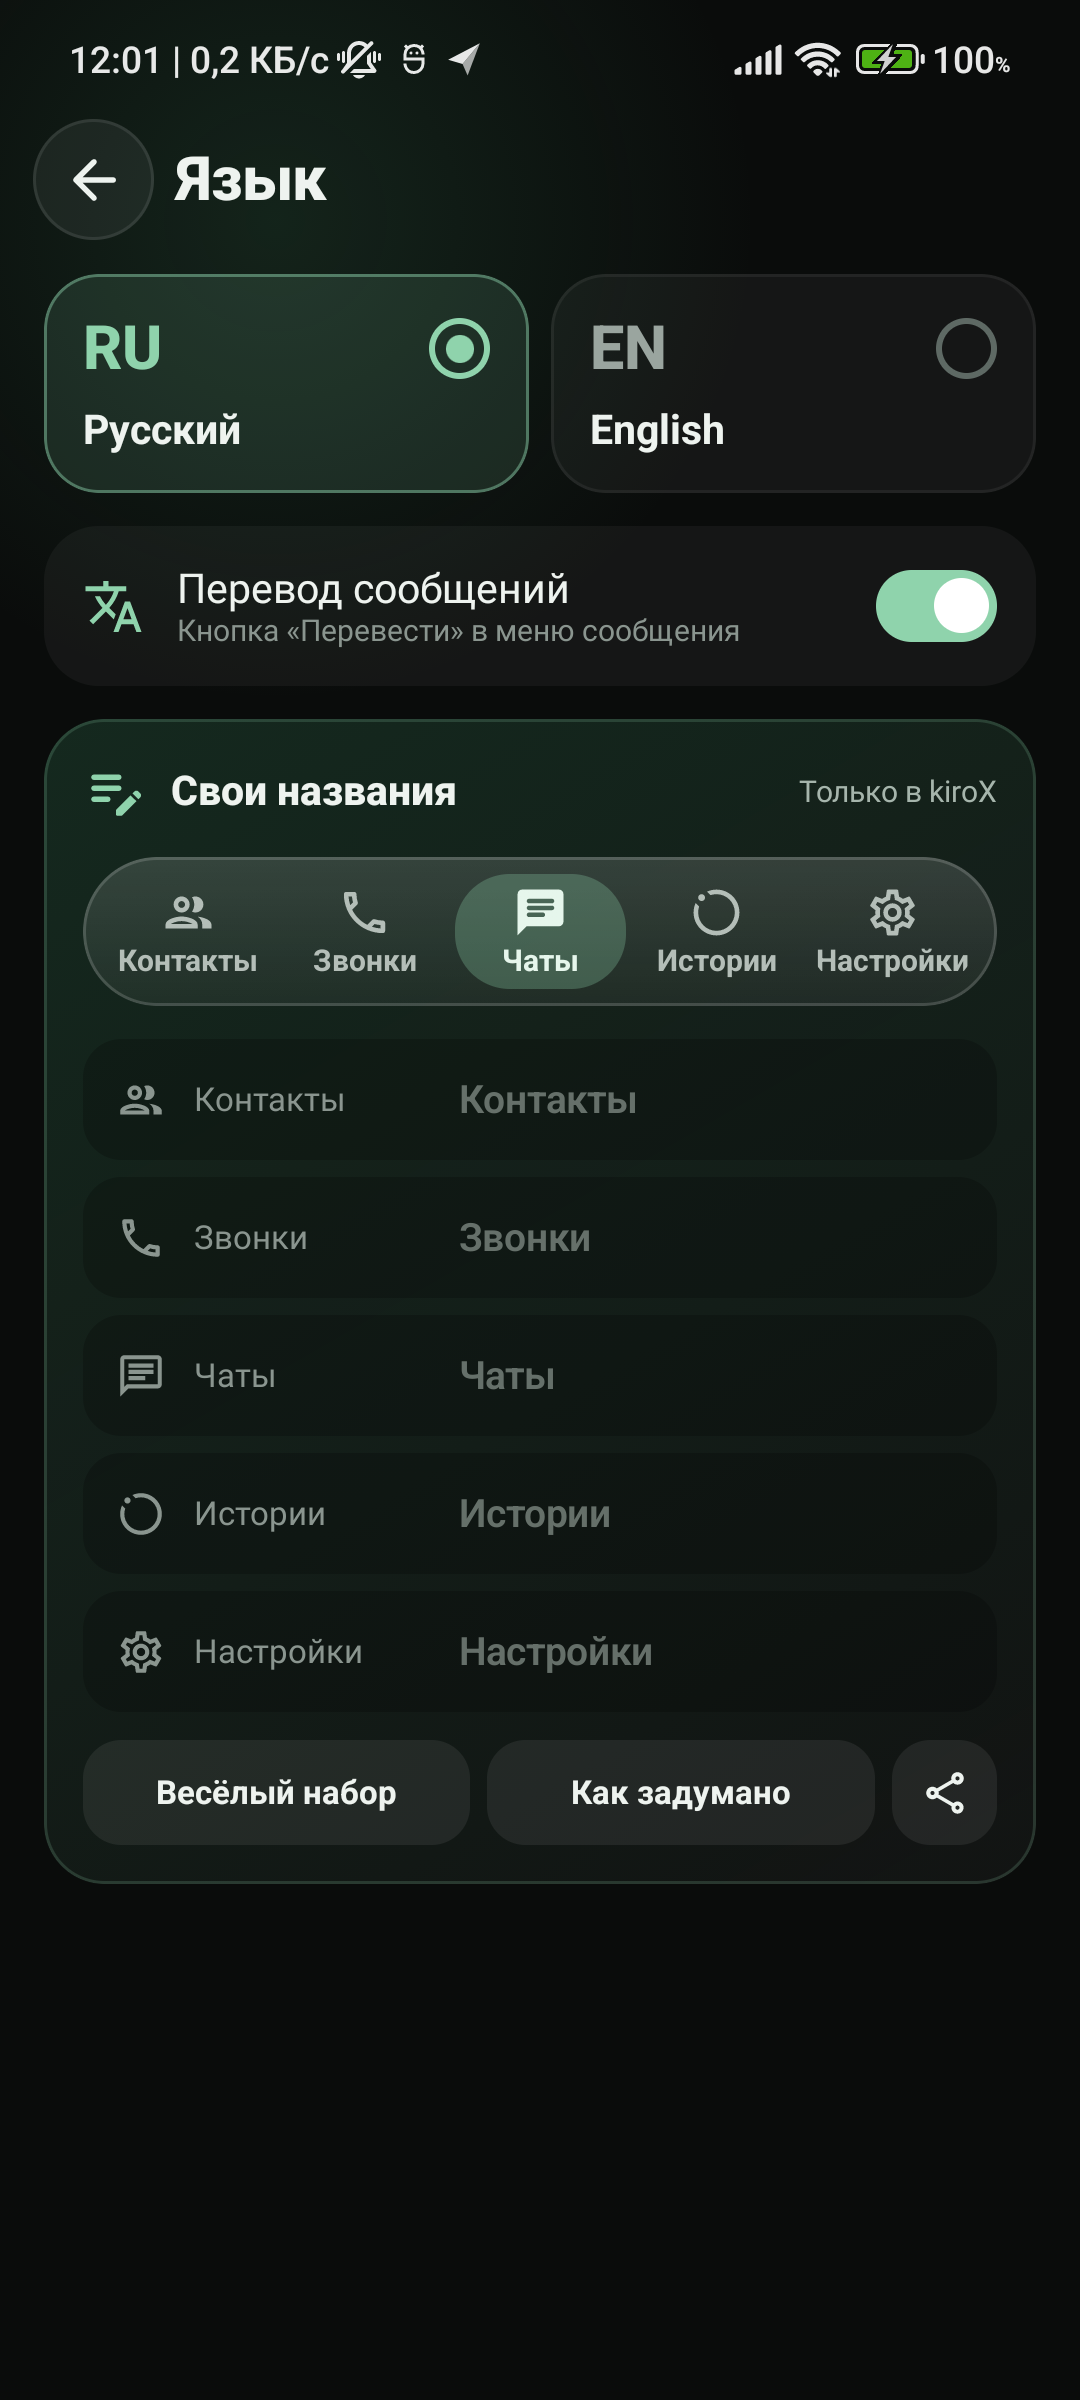 12:01 | 0,2 КБ/с 100%
Язык
RU
Русский
EN
English
Перевод сообщений
Кнопка «Перевести» в меню сообщения
Свои названия
Только в kiroX
Контакты Звонки Чаты Истории Настройки
Контакты Контакты
Звонки Звонки
Чаты Чаты
Истории Истории
Настройки Настройки
Весёлый набор Как задумано